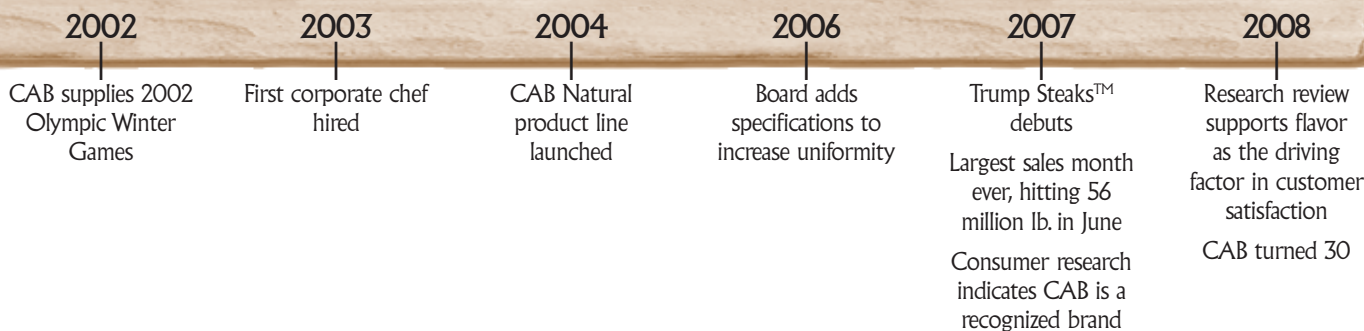 2002
CAB supplies 2002
Olympic Winter
Games
2003
First corporate chef
hired
2004
CAB Natural
product line
launched
2006
Board adds
specifications to
increase uniformity
2007
Trump Steaks™
debuts
Largest sales month
ever, hitting 56
million lb. in June
Consumer research
indicates CAB is a
recognized brand
2008
Research review
supports flavor
as the driving
factor in customer
satisfaction
CAB turned 30